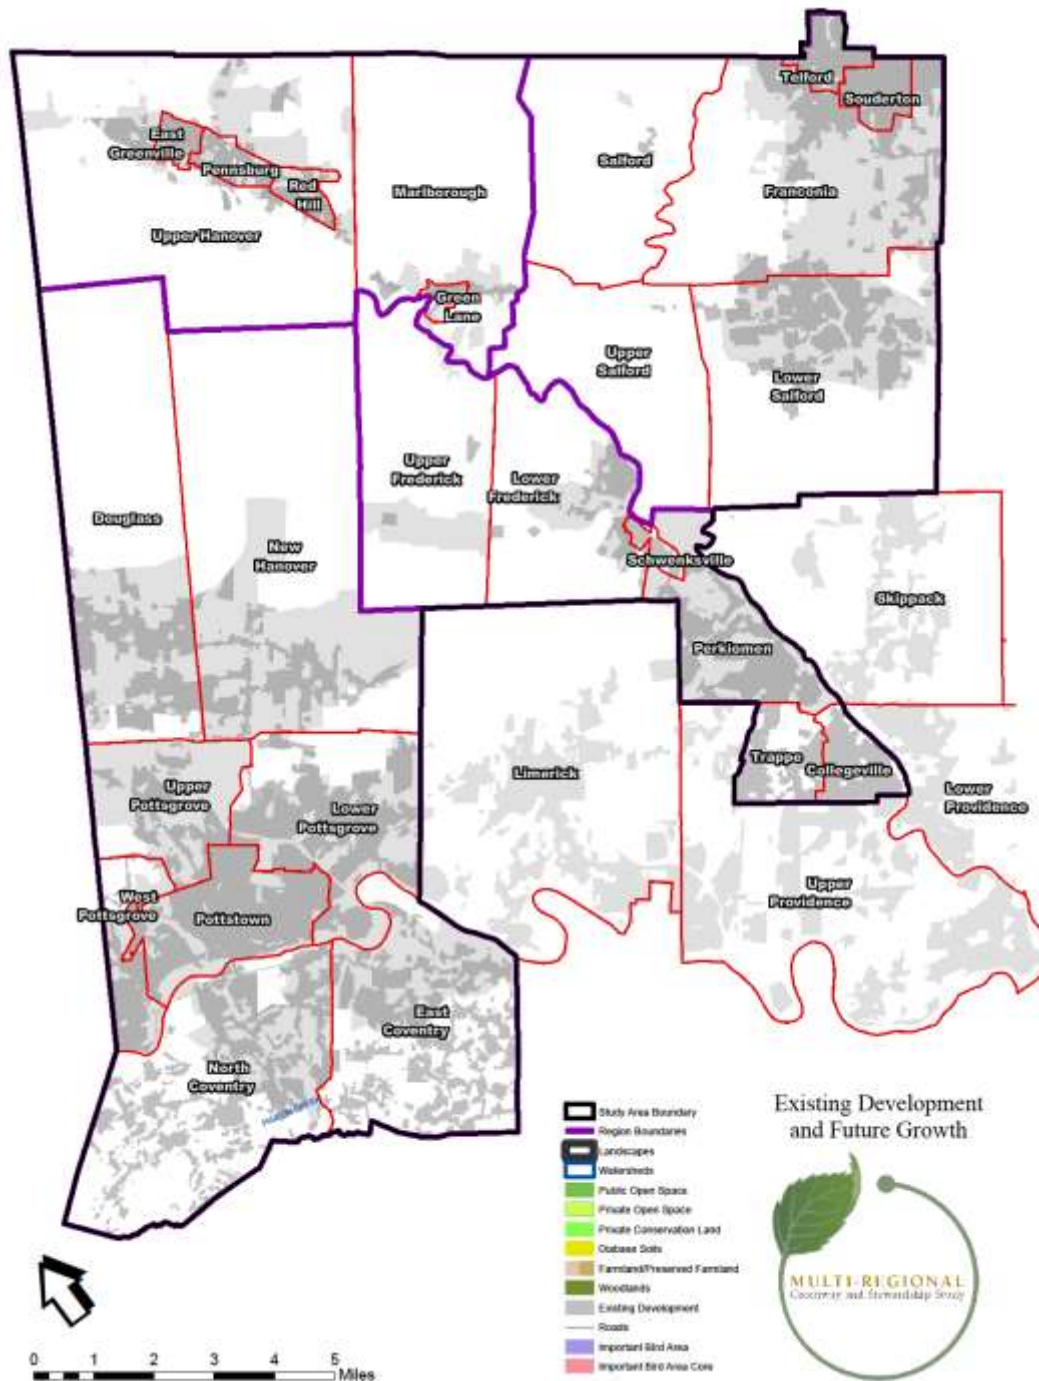 Telford
Souderton
East
Greenville
Pennsburg
Red
Hill
Salford
Marlborough
Franconia
Upper Hanover
Green
Lane
Upper
Salford
Lower
Salford
Upper
Frederick
Lower
Frederick
Douglass
New
Hanover
Schwenksville
Skippack
Perkiomen
Trappe
Collegeville
Limerick
Upper
Pottsgrove
Lower
Pottsgrove
Lower
Providence
Upper
Providence
West
Pottsgrove
Pottstown
East
Coventry
North
Coventry
Study Area Boundary
Region Boundaries
Landscapes
Watersheds
Public Open Space
Private Open Space
Private Conservation Land
Diabase Soils
Farmland/Preserved Farmland
Woodlands
Existing Development
Roads
Important Bird Area
Important Bird Area Core
Existing Development
and Future Growth
MULTI-REGIONAL
Greenway and Stewardship Study
0 1 2 3 4 5
Miles